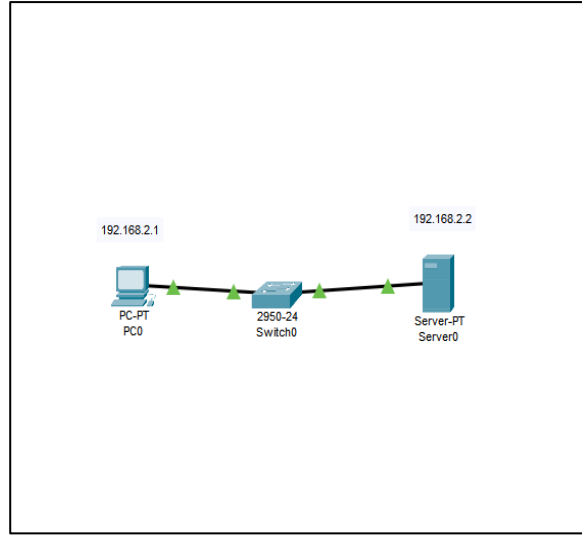 192.168.2.1
192.168.2.2
PC-PT
PC0
2950-24
Switch0
Server-PT
Server0